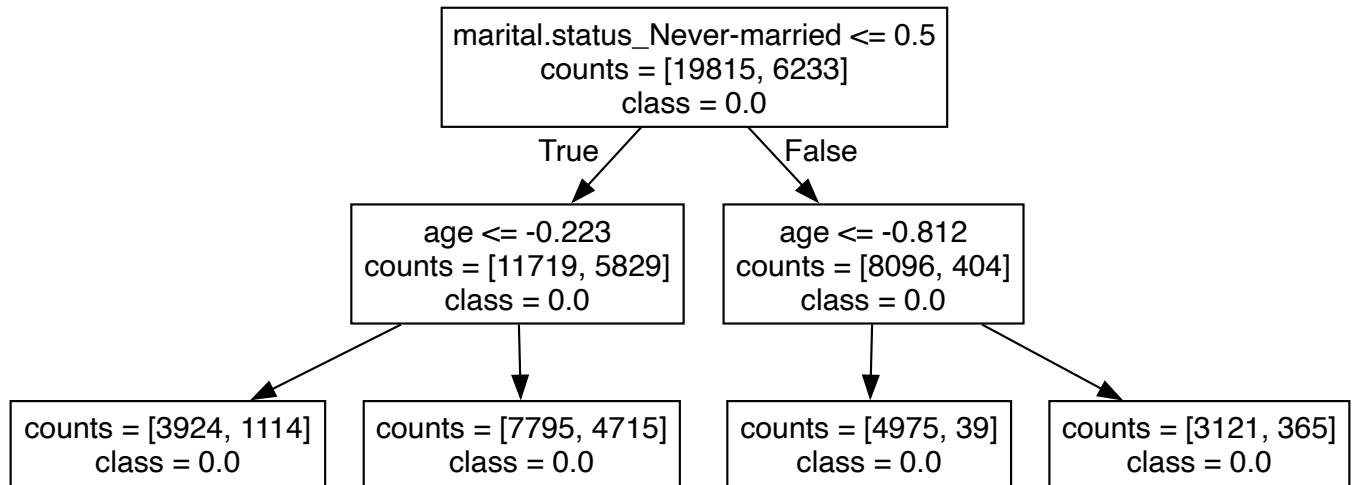 marital.status_Never-married <= 0.5
counts = [19815, 6233]
class = 0.0
True
False
age <= -0.223
counts = [11719, 5829]
class = 0.0
age <= -0.812
counts = [8096, 404]
class = 0.0
counts = [3924, 1114]
class = 0.0
counts = [7795, 4715]
class = 0.0
counts = [4975, 39]
class = 0.0
counts = [3121, 365]
class = 0.0